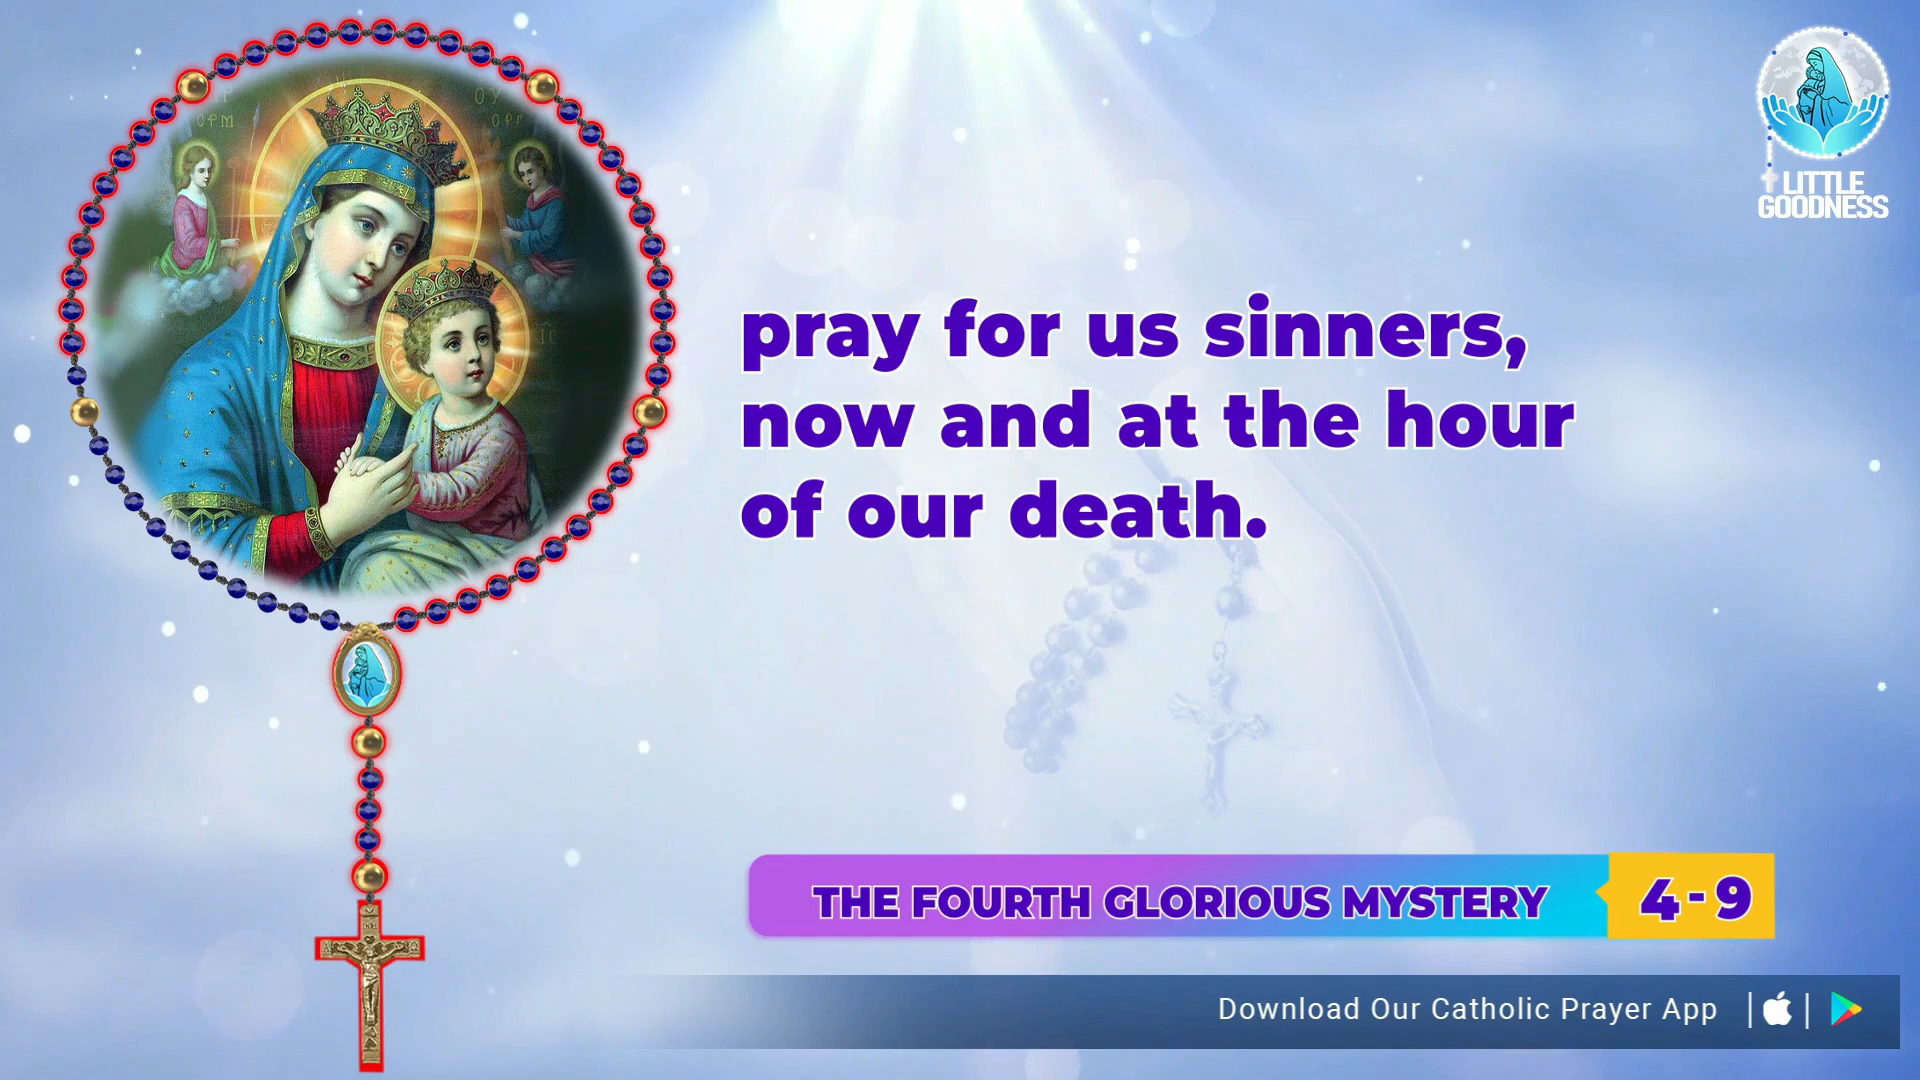 LITTLE
GOODNESS
pray for us sinners,
now and at the hour
of our death.
THE FOURTH GLORIOUS MYSTERY
4-9
Download Our Catholic Prayer App